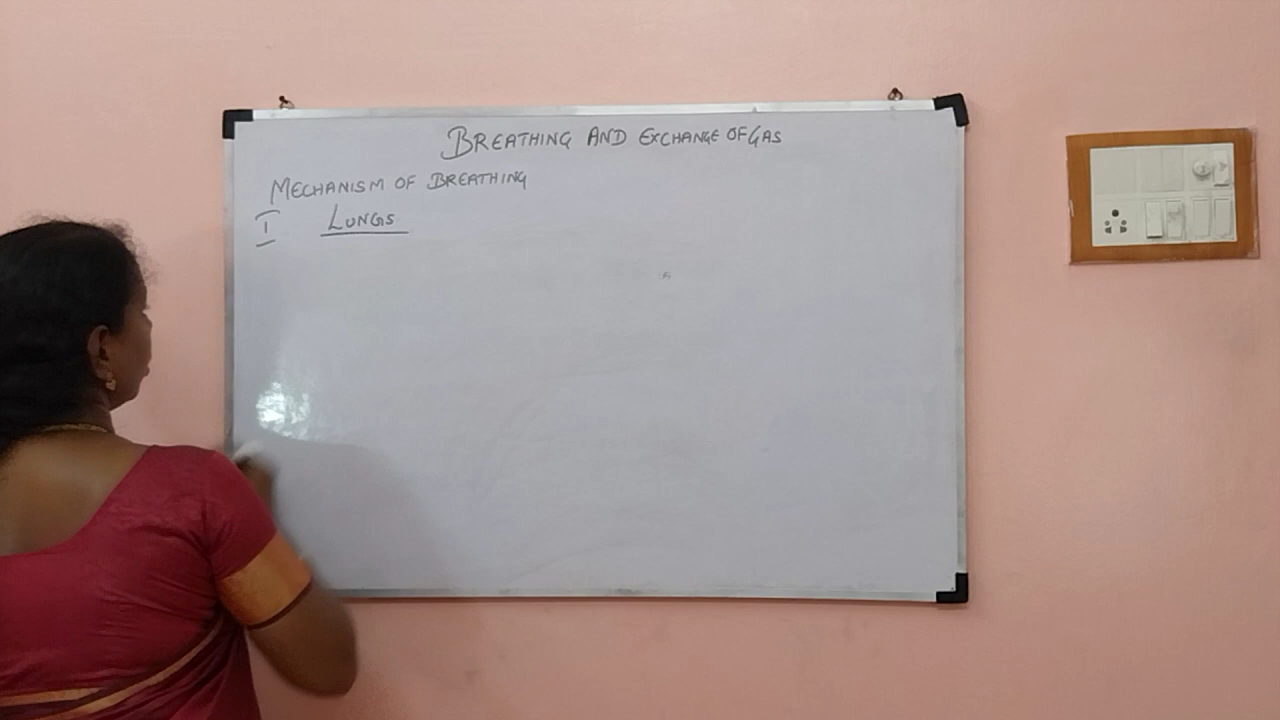 BREATHING AND EXCHANGE OF GAS
MECHANISM OF BREATHING
I LUNGS